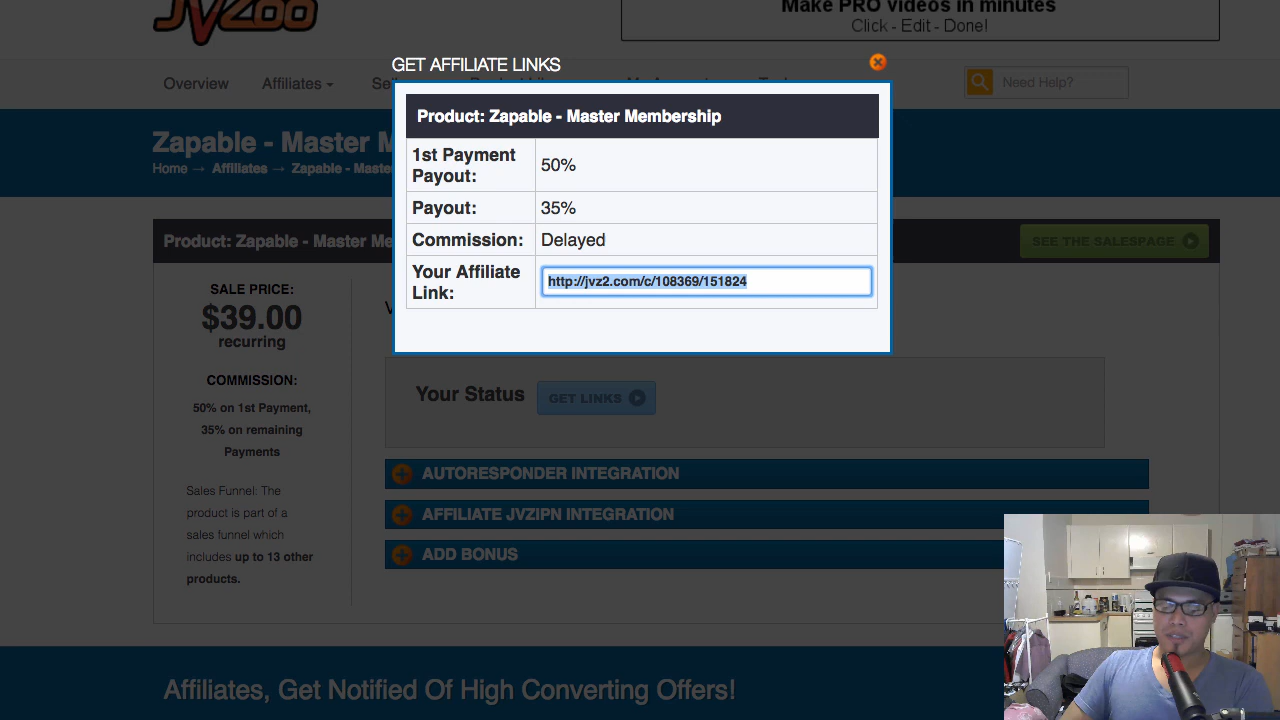 JVZoo
Make PRO videos in minutes
Click - Edit - Done!
GET AFFILIATE LINKS
Overview
Affiliates
Need Help?
Product: Zapable - Master Membership
1st Payment
Payout:
50%
Payout:
35%
Commission:
Delayed
Your Affiliate
Link:
http://jvz2.com/c/108369/151824
Zapable - Master M
Home → Affiliates → Zapable - Maste
Product: Zapable - Master Me
SEE THE SALESPAGE
SALE PRICE:
$39.00
recurring
COMMISSION:
50% on 1st Payment,
35% on remaining
Payments
Sales Funnel: The
product is part of a
sales funnel which
includes up to 13 other
products.
Your Status
GET LINKS
AUTORESPONDER INTEGRATION
AFFILIATE JVZIPN INTEGRATION
ADD BONUS
Affiliates, Get Notified Of High Converting Offers!